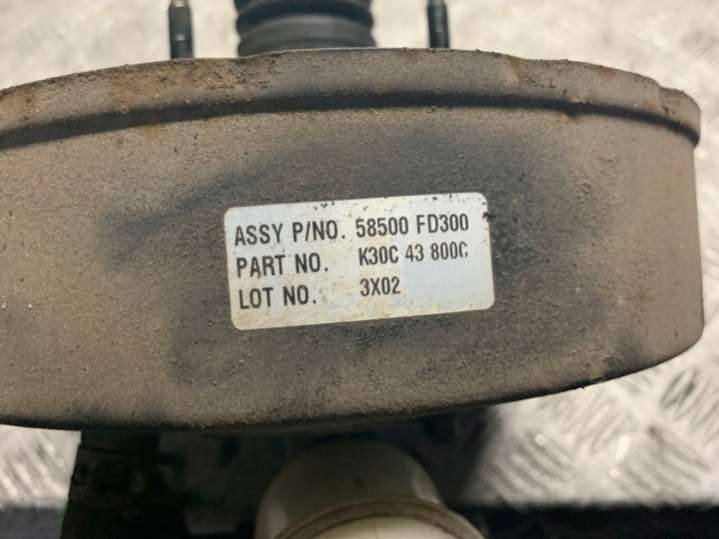 ASSY P/NO. 58500 FD300
PART NO. K30C 43 800C
LOT NO. 3X02